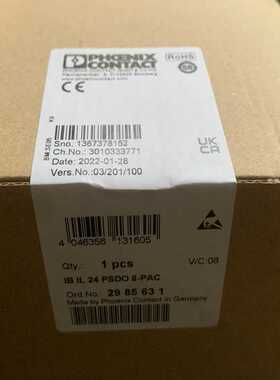 PHOENIX
CONTACT
RoHS
Sno. 1367378152
Ch.No.: 3010333771
Date: 2022-01-28
Vers.No.:03/201/100
UK
CA
4 046356 131605
Qty.: 1 pcs
V/C 08
IB IL 24 PSDO 8-PAC
Ord No.: 29 85 63 1
Made by Phoenix Contact in Germany